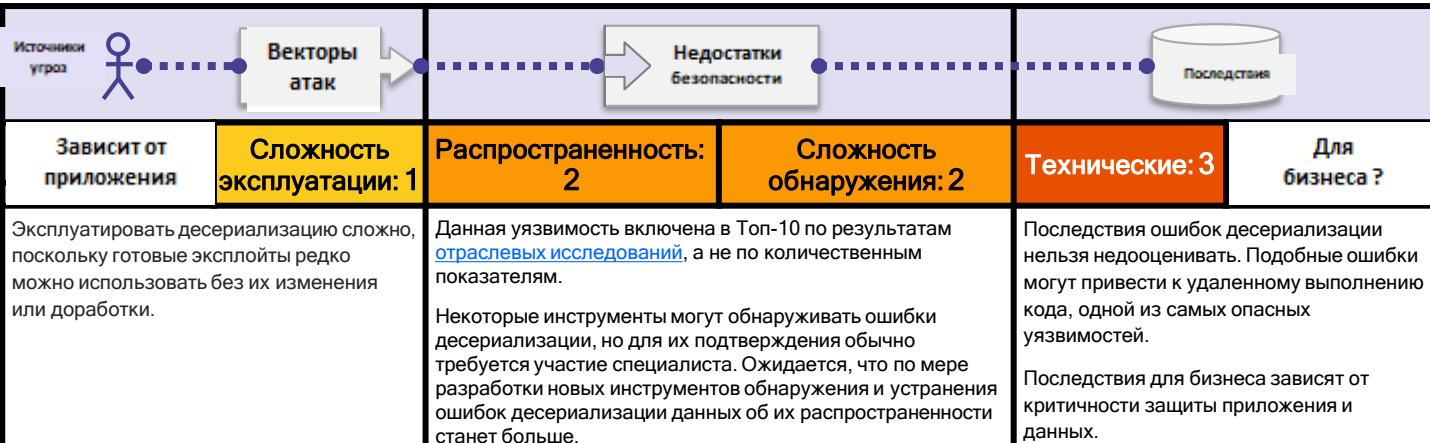 Источники
угроз
Векторы
атак
Недостатки
безопасности
Последствия
Зависит от
приложения
Сложность
эксплуатации: 1
Распространенность:
2
Сложность
обнаружения: 2
Технические: 3
Для
бизнеса ?
Эксплуатировать десериализацию сложно,
поскольку готовые эксплойты редко
можно использовать без их изменения
или доработки.
Данная уязвимость включена в Топ-10 по результатам
отраслевых исследований, а не по количественным
показателям.
Некоторые инструменты могут обнаруживать ошибки
десериализации, но для их подтверждения обычно
требуется участие специалиста. Ожидается, что по мере
разработки новых инструментов обнаружения и устранения
ошибок десериализации данных об их распространенности
станет больше.
Последствия ошибок десериализации
нельзя недооценивать. Подобные ошибки
могут привести к удаленному выполнению
кода, одной из самых опасных
уязвимостей.
Последствия для бизнеса зависят от
критичности защиты приложения и
данных.